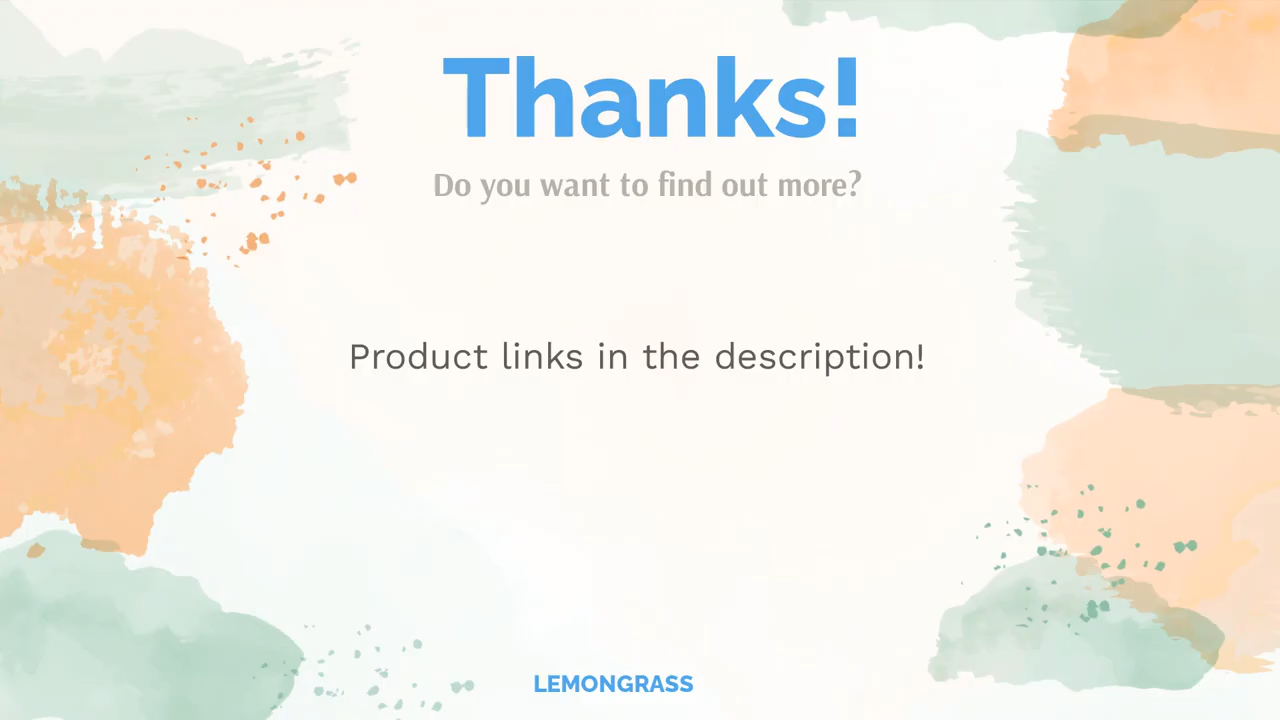 Thanks!
Do you want to find out more?
Product links in the description!
LEMONGRASS